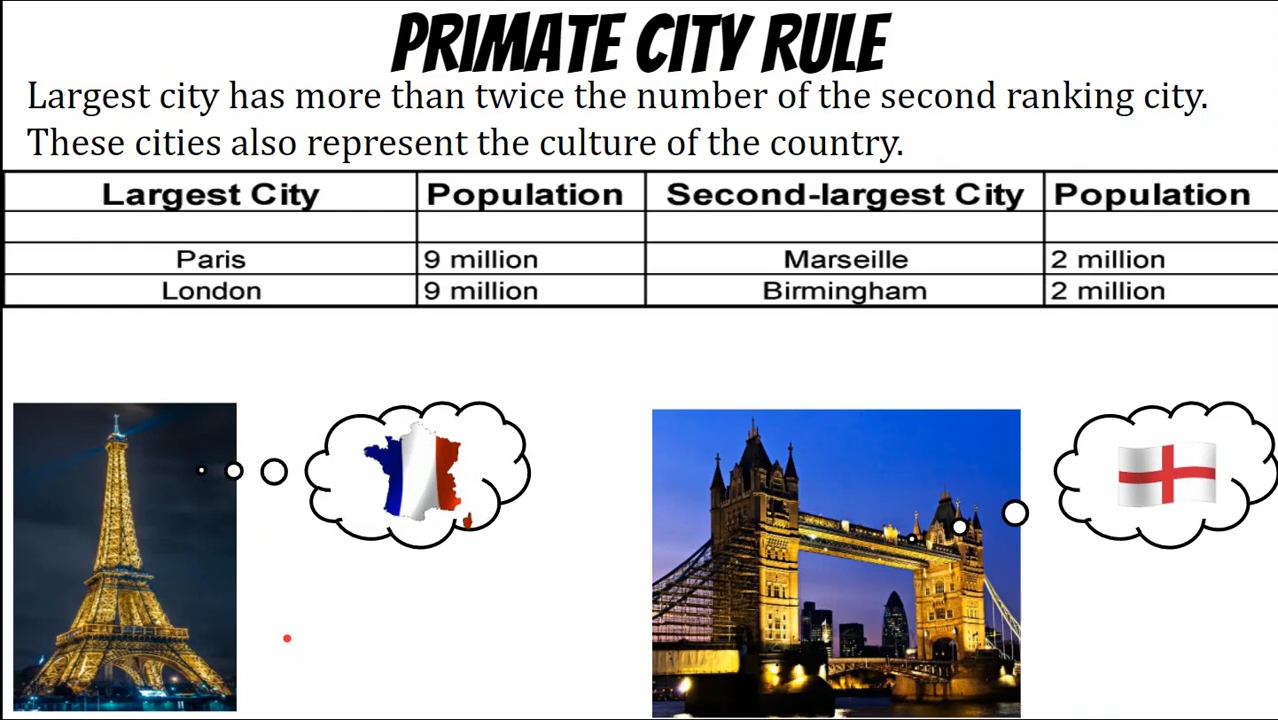 PRIMATE CITY RULE
Largest city has more than twice the number of the second ranking city.
These cities also represent the culture of the country.
Largest City Population Second-largest City Population
Paris 9 million Marseille 2 million
London 9 million Birmingham 2 million